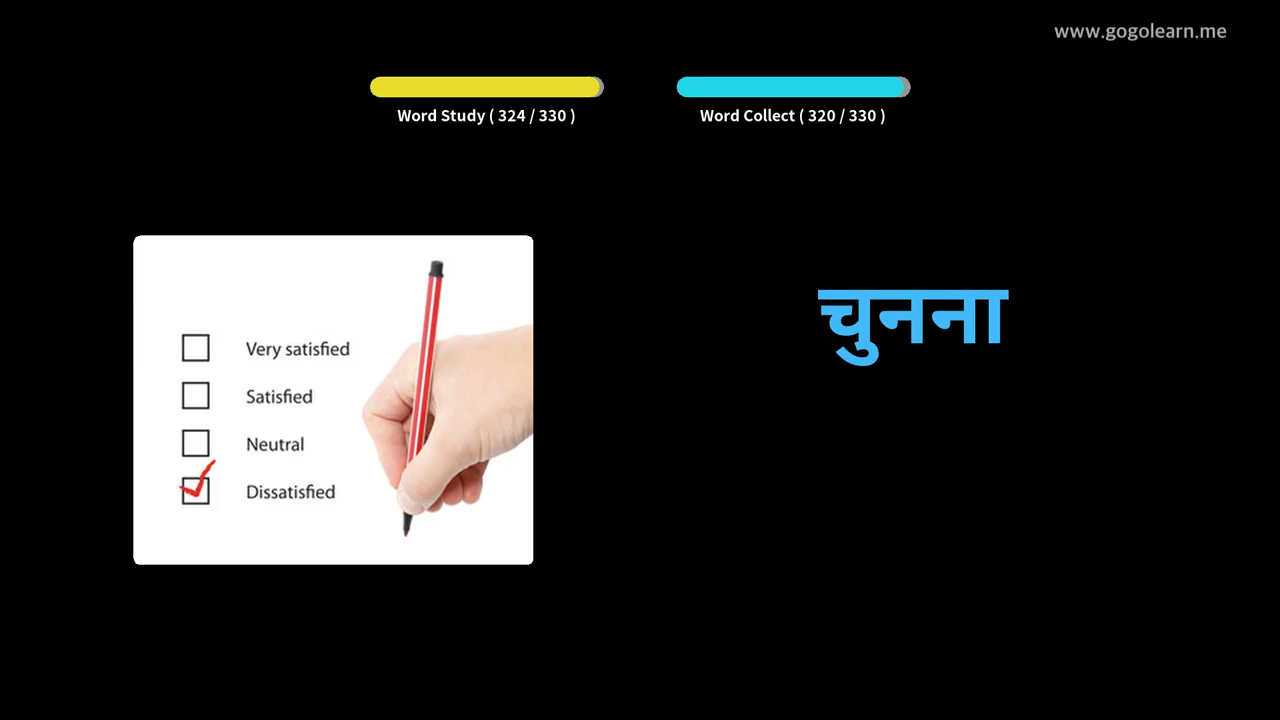 www.gogolearn.me
Word Study ( 324 / 330 )
Word Collect ( 320 / 330 )
Very satisfied
Satisfied
Neutral
Dissatisfied
चुनना